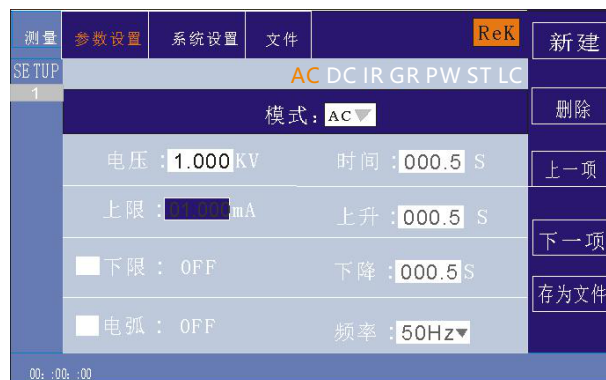 测量 参数设置 系统设置 文件 ReK 新建
SETUP AC DC IR GR PW ST LC
1
模式：AC 删除
电压：1.000 KV 时间：000.5 S 上一项
上限：01.000 mA 上升：000.5 S
下限：OFF 下降：000.5 S 下一项
电弧：OFF 频率：50Hz 存为文件
00：:00：:00